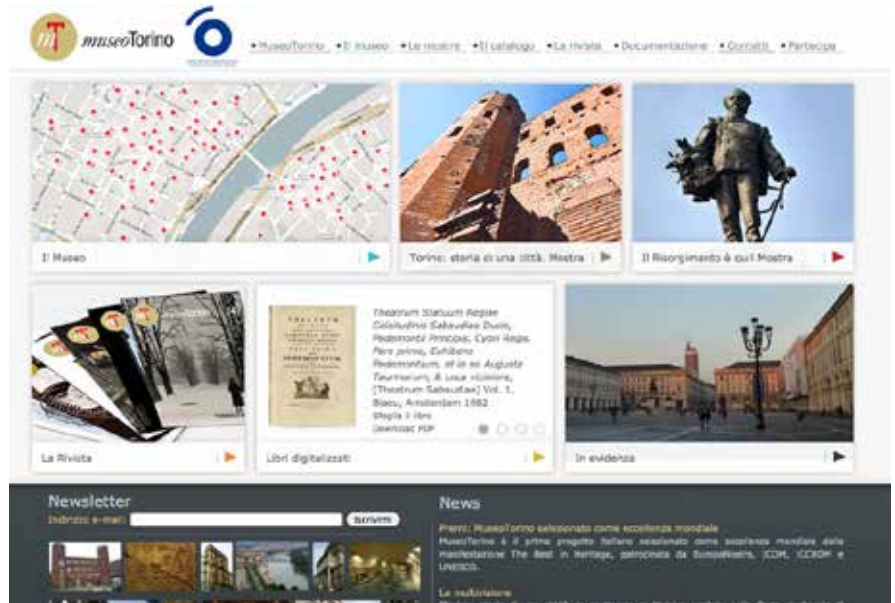 museoTorino
• MuseoTorino • Il museo • Le mostre • Il catalogo • La rivista • Documentazione • Contatti • Partecipa
Il Museo
Torino: storia di una città. Mostra
Il Risorgimento è qui! Mostra
Theatrum Statuum Regiae
Celsitudinis Sabaudiae Ducis,
Pedemontii Principis, Cypri Regis.
Pars prima, Exhibens
Pedemontium, et in eo Augusta
Taurinorum, & Loca viciniora,
[Theatrum Sabaudiae] Vol. 1,
Blaeu, Amsterdam 1682
Sfoglia il libro
Download PDF
La Rivista
Libri digitalizzati
In evidenza
Newsletter
Indirizzo e-mail:
Iscrivimi
News
Premi: MuseoTorino selezionato come eccellenza mondiale
MuseoTorino è il primo progetto italiano selezionato come eccellenza mondiale dalla
manifestazione The Best in Heritage, patrocinata da EuropaNostra, ICOM, ICCROM e
UNESCO.
Le multivisione